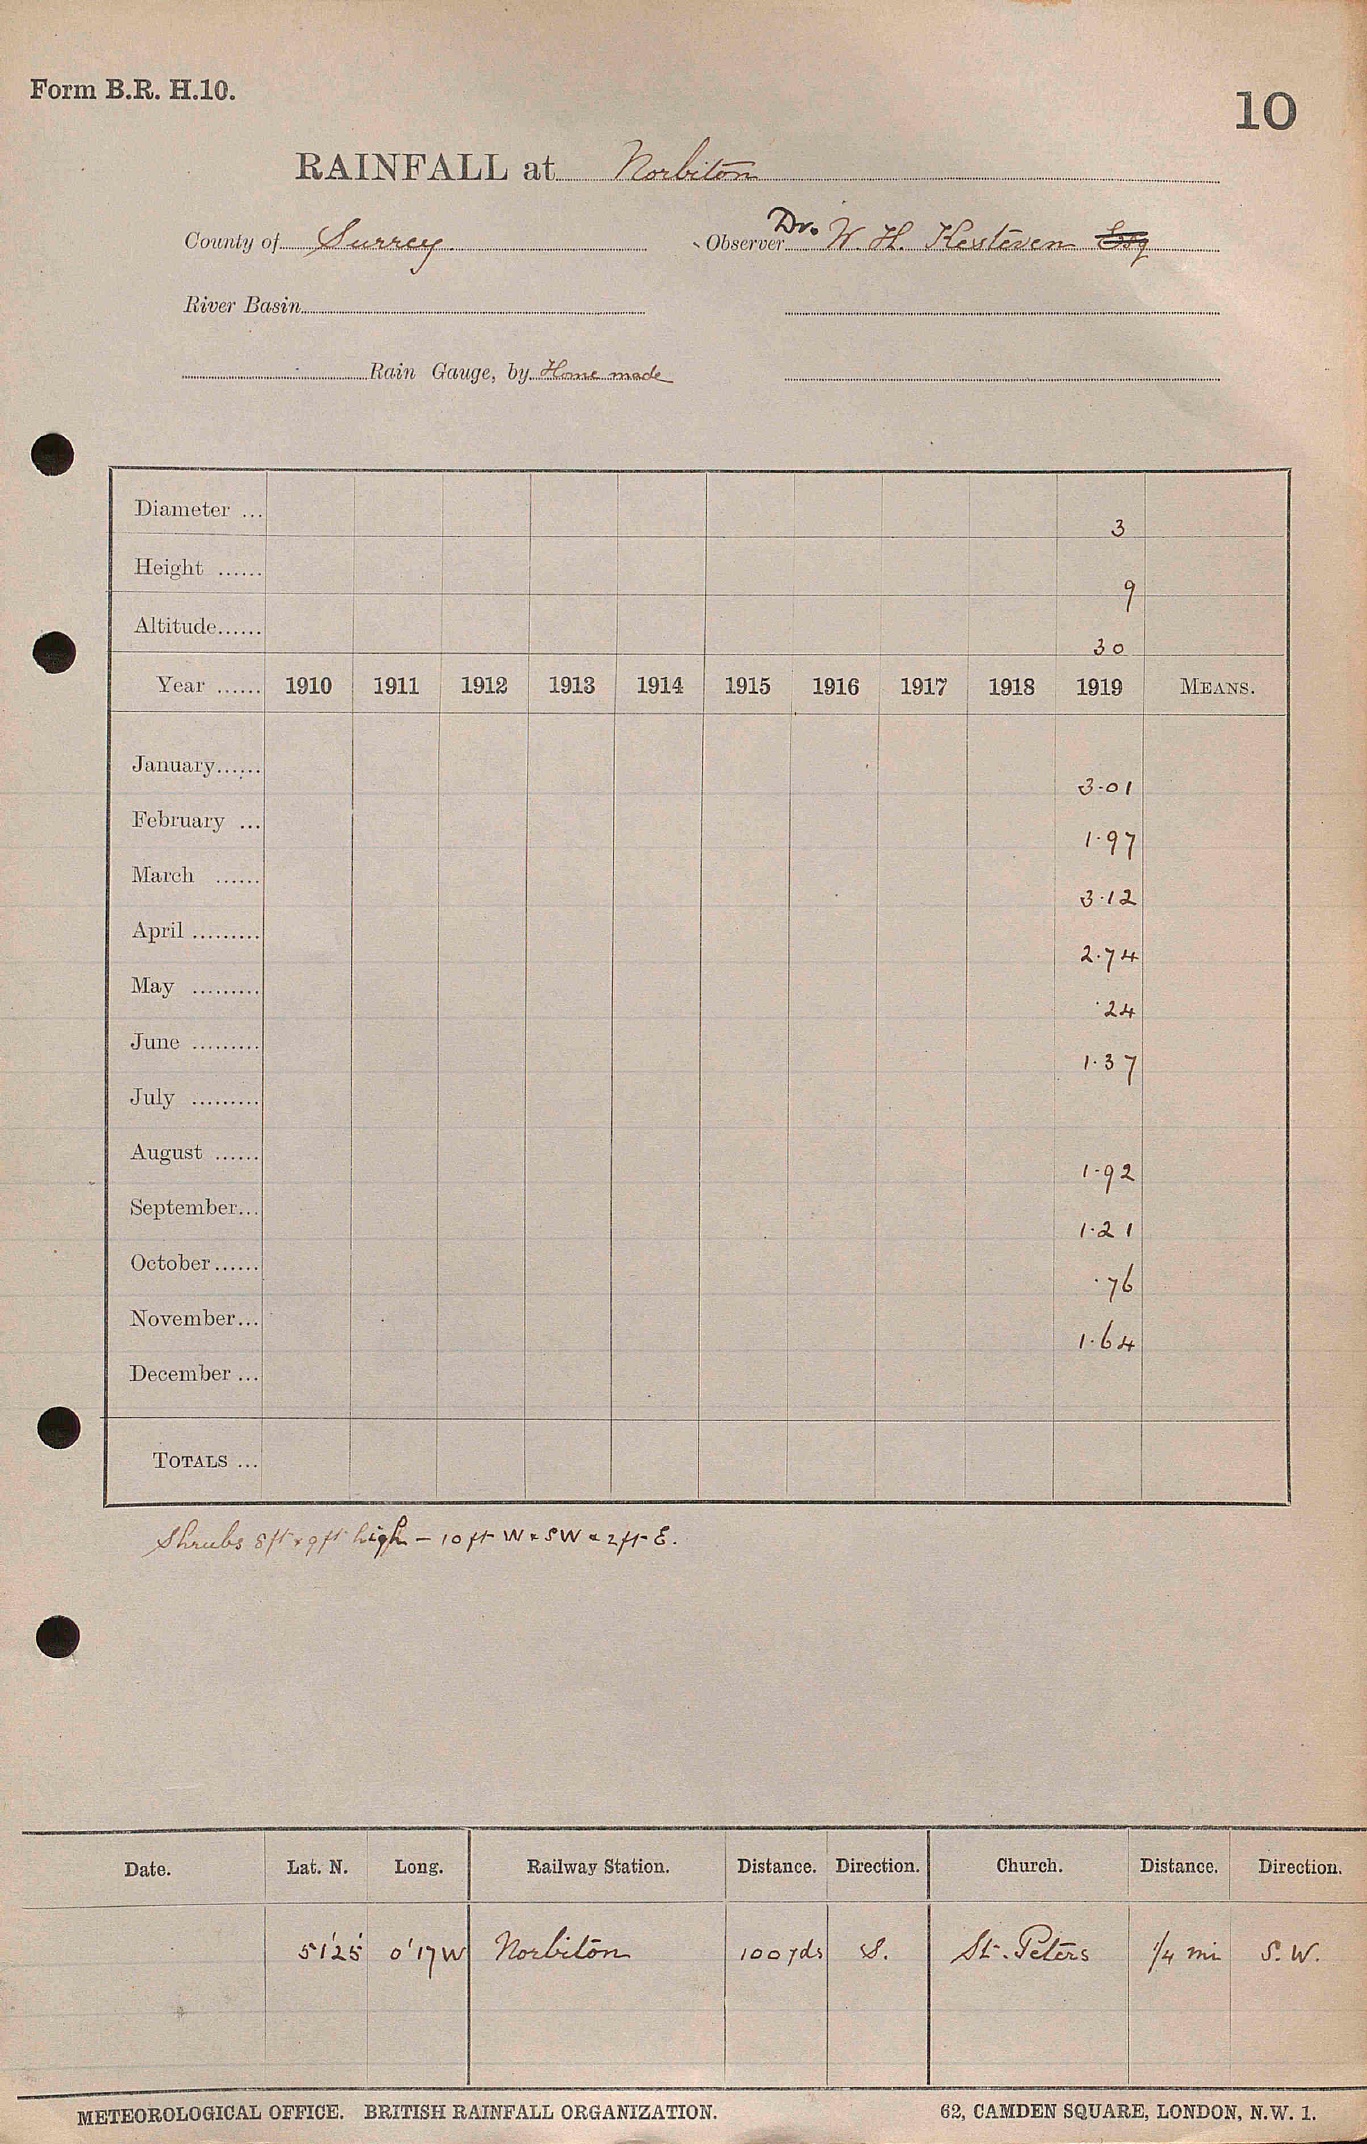 Form B.R. H.10.
10
RAINFALL at Norbiton
County of Surrey. Observer Dr. W. H. Kesteven Esq
River Basin
Rain Gauge, by Home made
Diameter ... 3
Height ...... 9
Altitude...... 30
Year ...... 1910 1911 1912 1913 1914 1915 1916 1917 1918 1919 MEANS.
January...... 3.01
February ... 1.97
March ...... 3.12
April ......... 2.74
May ......... .24
June ......... 1.37
July .........
August ...... 1.92
September... 1.21
October...... .76
November... 1.64
December ...
TOTALS ...
Shrubs 8ft x 9ft high - 10 ft W & SW & 2 ft E.
Date. Lat. N. Long. Railway Station. Distance. Direction. Church. Distance. Direction.
51'25' 0'17W Norbiton 100 yds S. St. Peters 1/4 mi S. W.
METEOROLOGICAL OFFICE. BRITISH RAINFALL ORGANIZATION. 62, CAMDEN SQUARE, LONDON, N.W. 1.